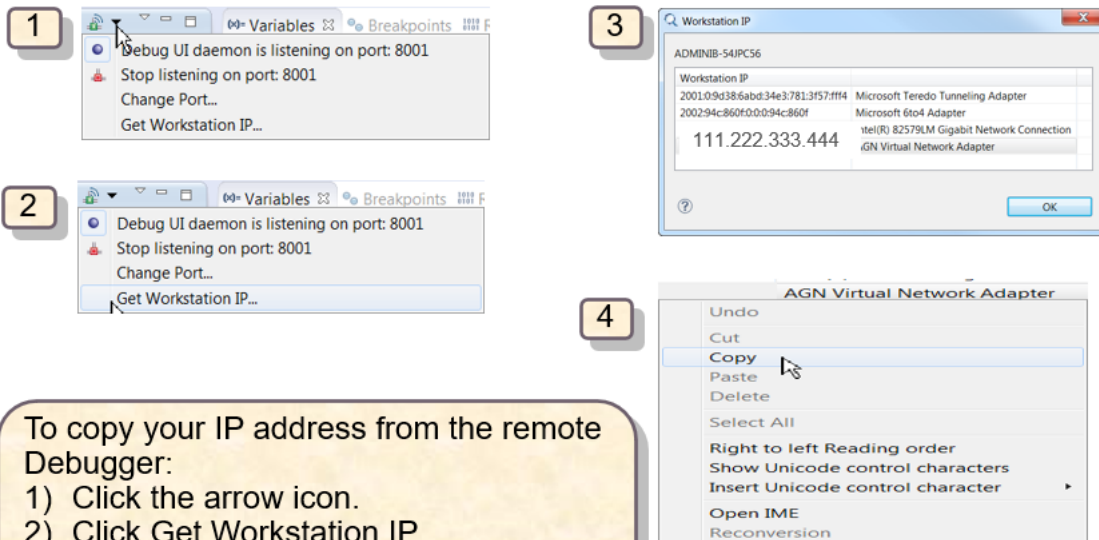 1
(x)= Variables Breakpoints
Debug UI daemon is listening on port: 8001
Stop listening on port: 8001
Change Port...
Get Workstation IP...
2
(x)= Variables Breakpoints
Debug UI daemon is listening on port: 8001
Stop listening on port: 8001
Change Port...
Get Workstation IP...
To copy your IP address from the remote
Debugger:
1) Click the arrow icon.
2) Click Get Workstation IP
3
Workstation IP
ADMINIB-54JPC56
Workstation IP
2001:0:9d38:6abd:34e3:781:3f57:fff4 Microsoft Teredo Tunneling Adapter
2002:94c:860f:0:0:0:94c:860f Microsoft 6to4 Adapter
111.222.333.444
ntel(R) 82579LM Gigabit Network Connection
AGN Virtual Network Adapter
OK
4
AGN Virtual Network Adapter
Undo
Cut
Copy
Paste
Delete
Select All
Right to left Reading order
Show Unicode control characters
Insert Unicode control character
Open IME
Reconversion